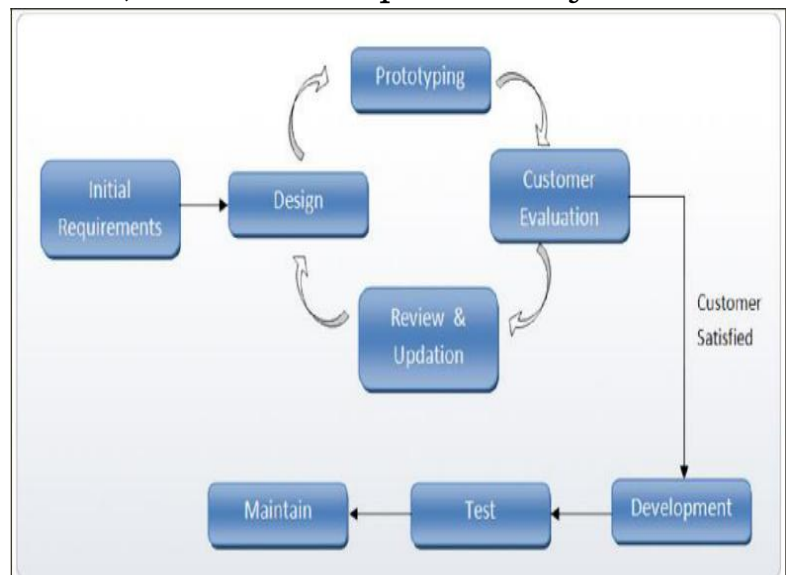 Prototyping
Initial
Requirements
Design
Customer
Evaluation
Review &
Updation
Customer
Satisfied
Maintain
Test
Development